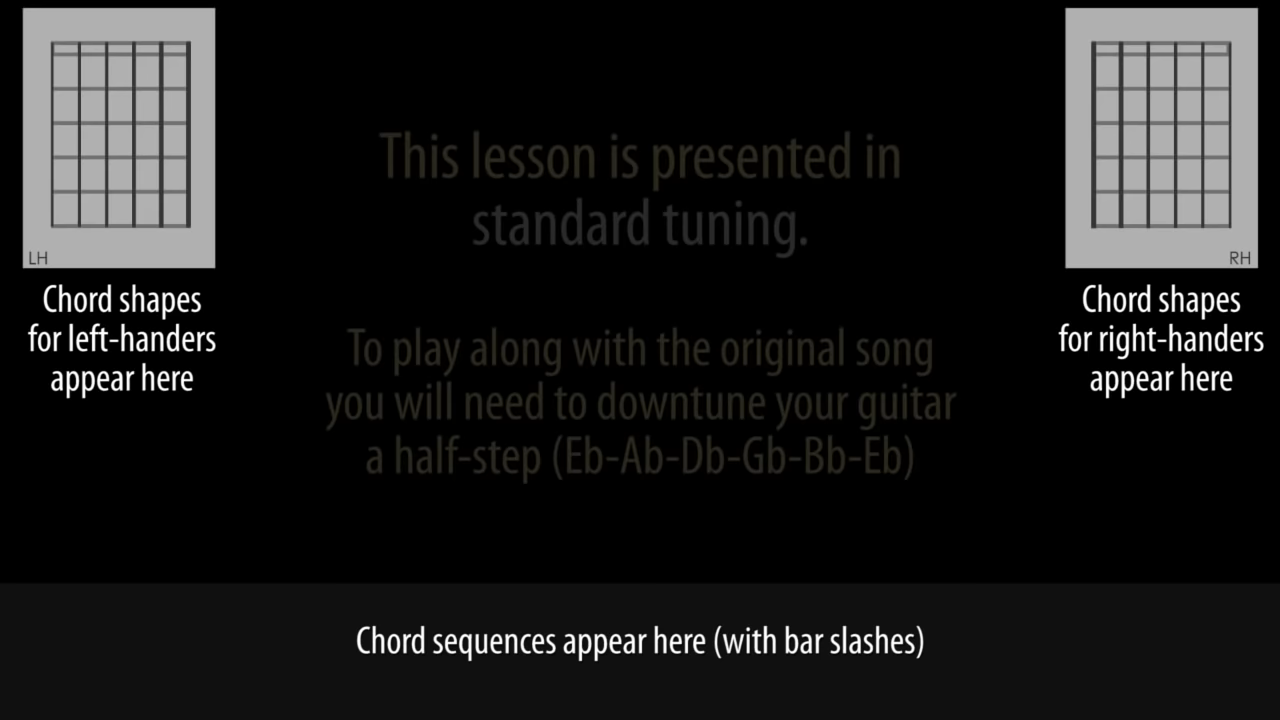 LH
Chord shapes
for left-handers
appear here
This lesson is presented in
standard tuning.
To play along with the original song
you will need to downtune your guitar
a half-step (Eb-Ab-Db-Gb-Bb-Eb)
RH
Chord shapes
for right-handers
appear here
Chord sequences appear here (with bar slashes)